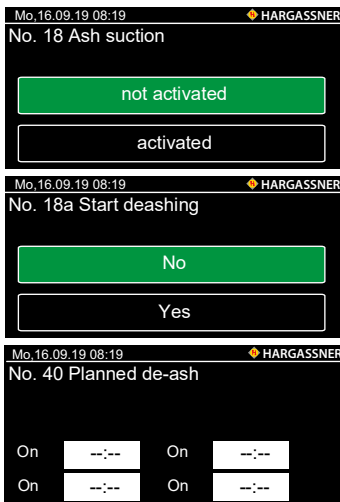 Mo,16.09.19 08:19 HARGASSNER
No. 18 Ash suction
not activated
activated
Mo,16.09.19 08:19 HARGASSNER
No. 18a Start deashing
No
Yes
Mo,16.09.19 08:19 HARGASSNER
No. 40 Planned de-ash
On --:-- On --:--
On --:-- On --:--